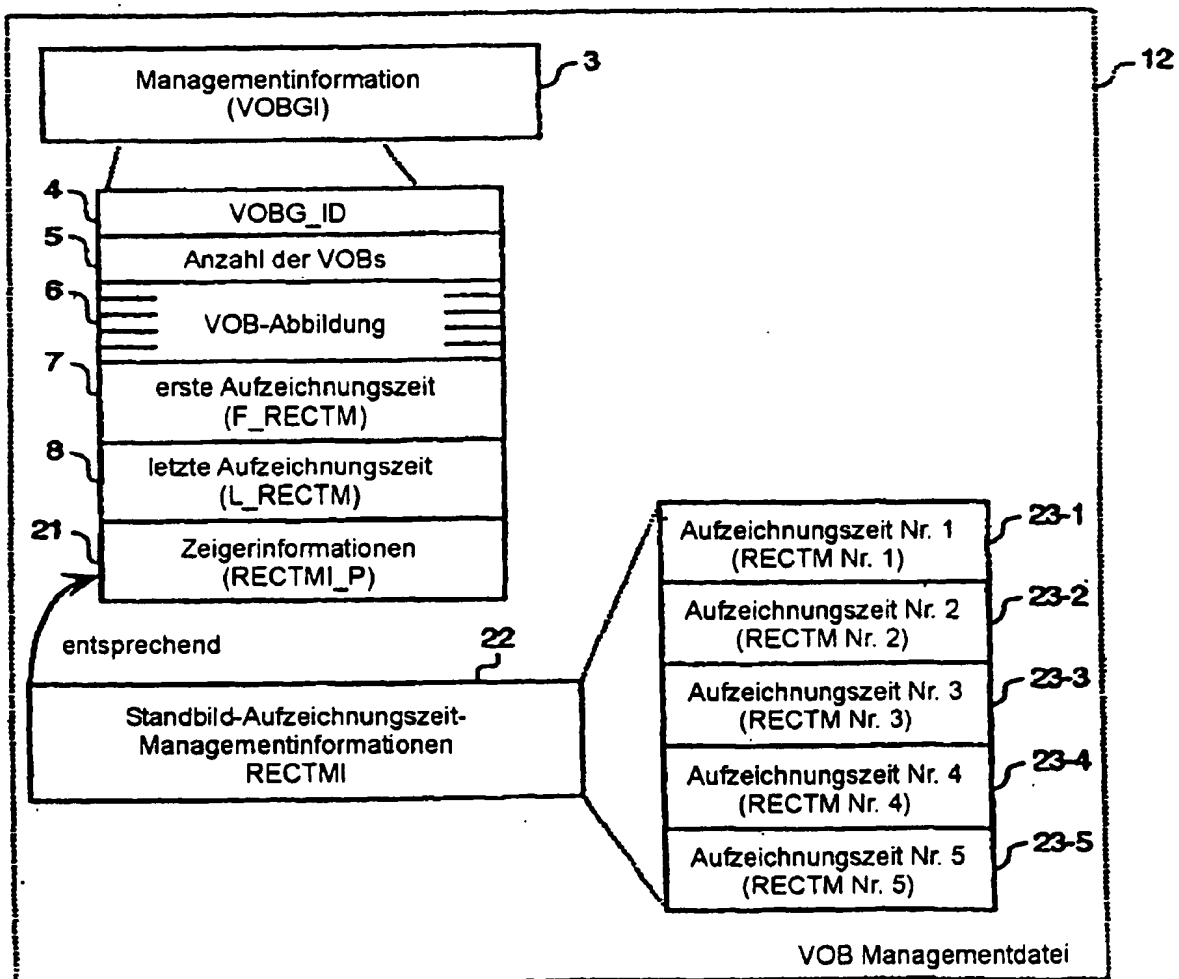 Managementinformation
(VOBGI)
3
12
4
VOBG_ID
5
Anzahl der VOBs
6
VOB-Abbildung
7
erste Aufzeichnungszeit
(F_RECTM)
8
letzte Aufzeichnungszeit
(L_RECTM)
21
Zeigerinformationen
(RECTMI_P)
entsprechend
22
Standbild-Aufzeichnungszeit-
Managementinformationen
RECTMI
Aufzeichnungszeit Nr. 1
(RECTM Nr. 1)
23-1
Aufzeichnungszeit Nr. 2
(RECTM Nr. 2)
23-2
Aufzeichnungszeit Nr. 3
(RECTM Nr. 3)
23-3
Aufzeichnungszeit Nr. 4
(RECTM Nr. 4)
23-4
Aufzeichnungszeit Nr. 5
(RECTM Nr. 5)
23-5
VOB Managementdatei